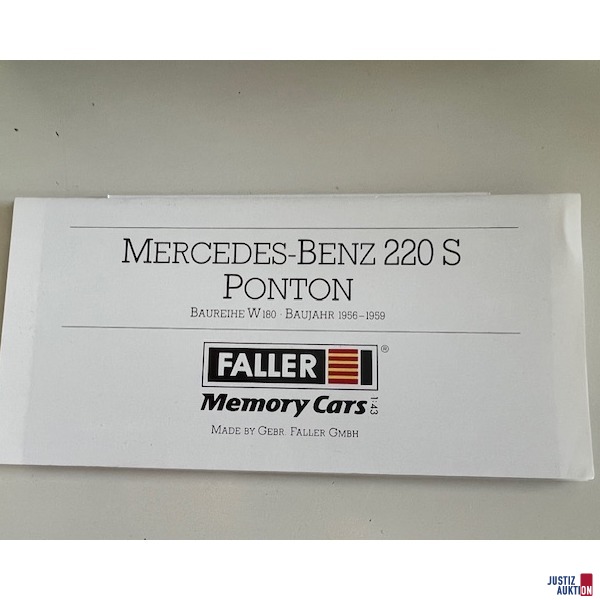 MERCEDES-BENZ 220 S
PONTON
BAUREIHE W 180 · BAUJAHR 1956–1959
FALLER ®
Memory Cars 1:43
MADE BY GEBR. FALLER GMBH
JUSTIZ
AUKTION